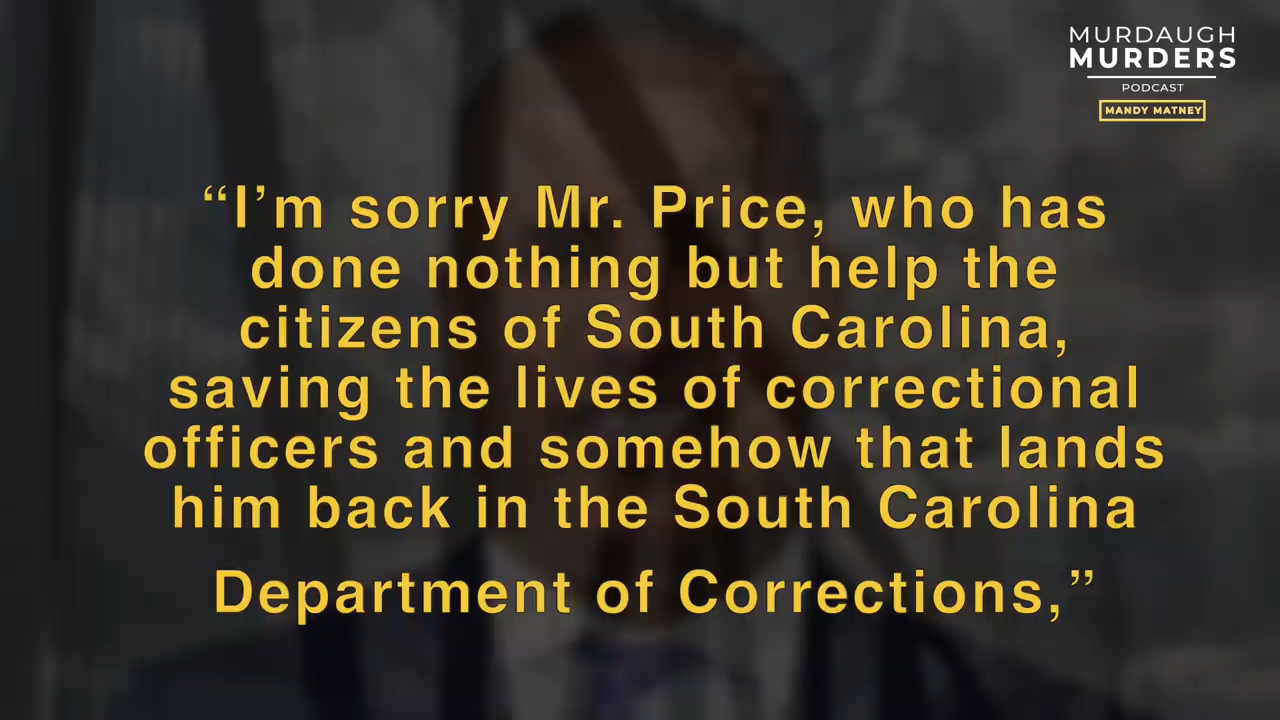 MURDAUGH
MURDERS
PODCAST
MANDY MATNEY
“I’m sorry Mr. Price, who has
done nothing but help the
citizens of South Carolina,
saving the lives of correctional
officers and somehow that lands
him back in the South Carolina
Department of Corrections,”